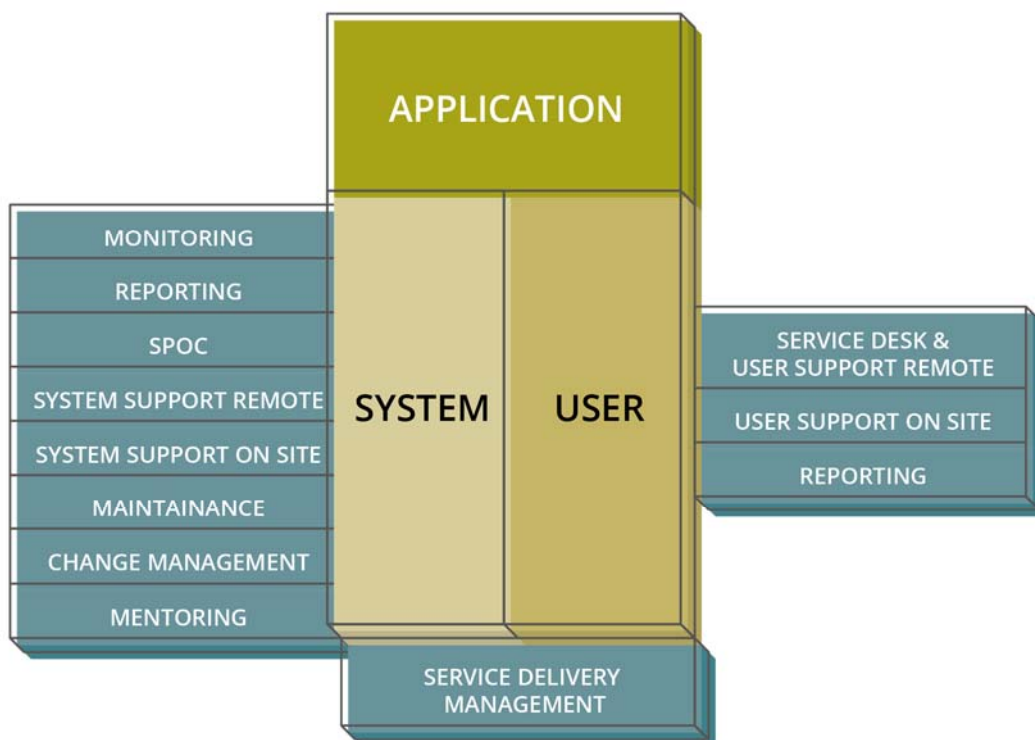 APPLICATION
MONITORING
REPORTING
SPOC
SYSTEM SUPPORT REMOTE
SYSTEM SUPPORT ON SITE
MAINTAINANCE
CHANGE MANAGEMENT
MENTORING
SYSTEM
USER
SERVICE DESK &
USER SUPPORT REMOTE
USER SUPPORT ON SITE
REPORTING
SERVICE DELIVERY
MANAGEMENT